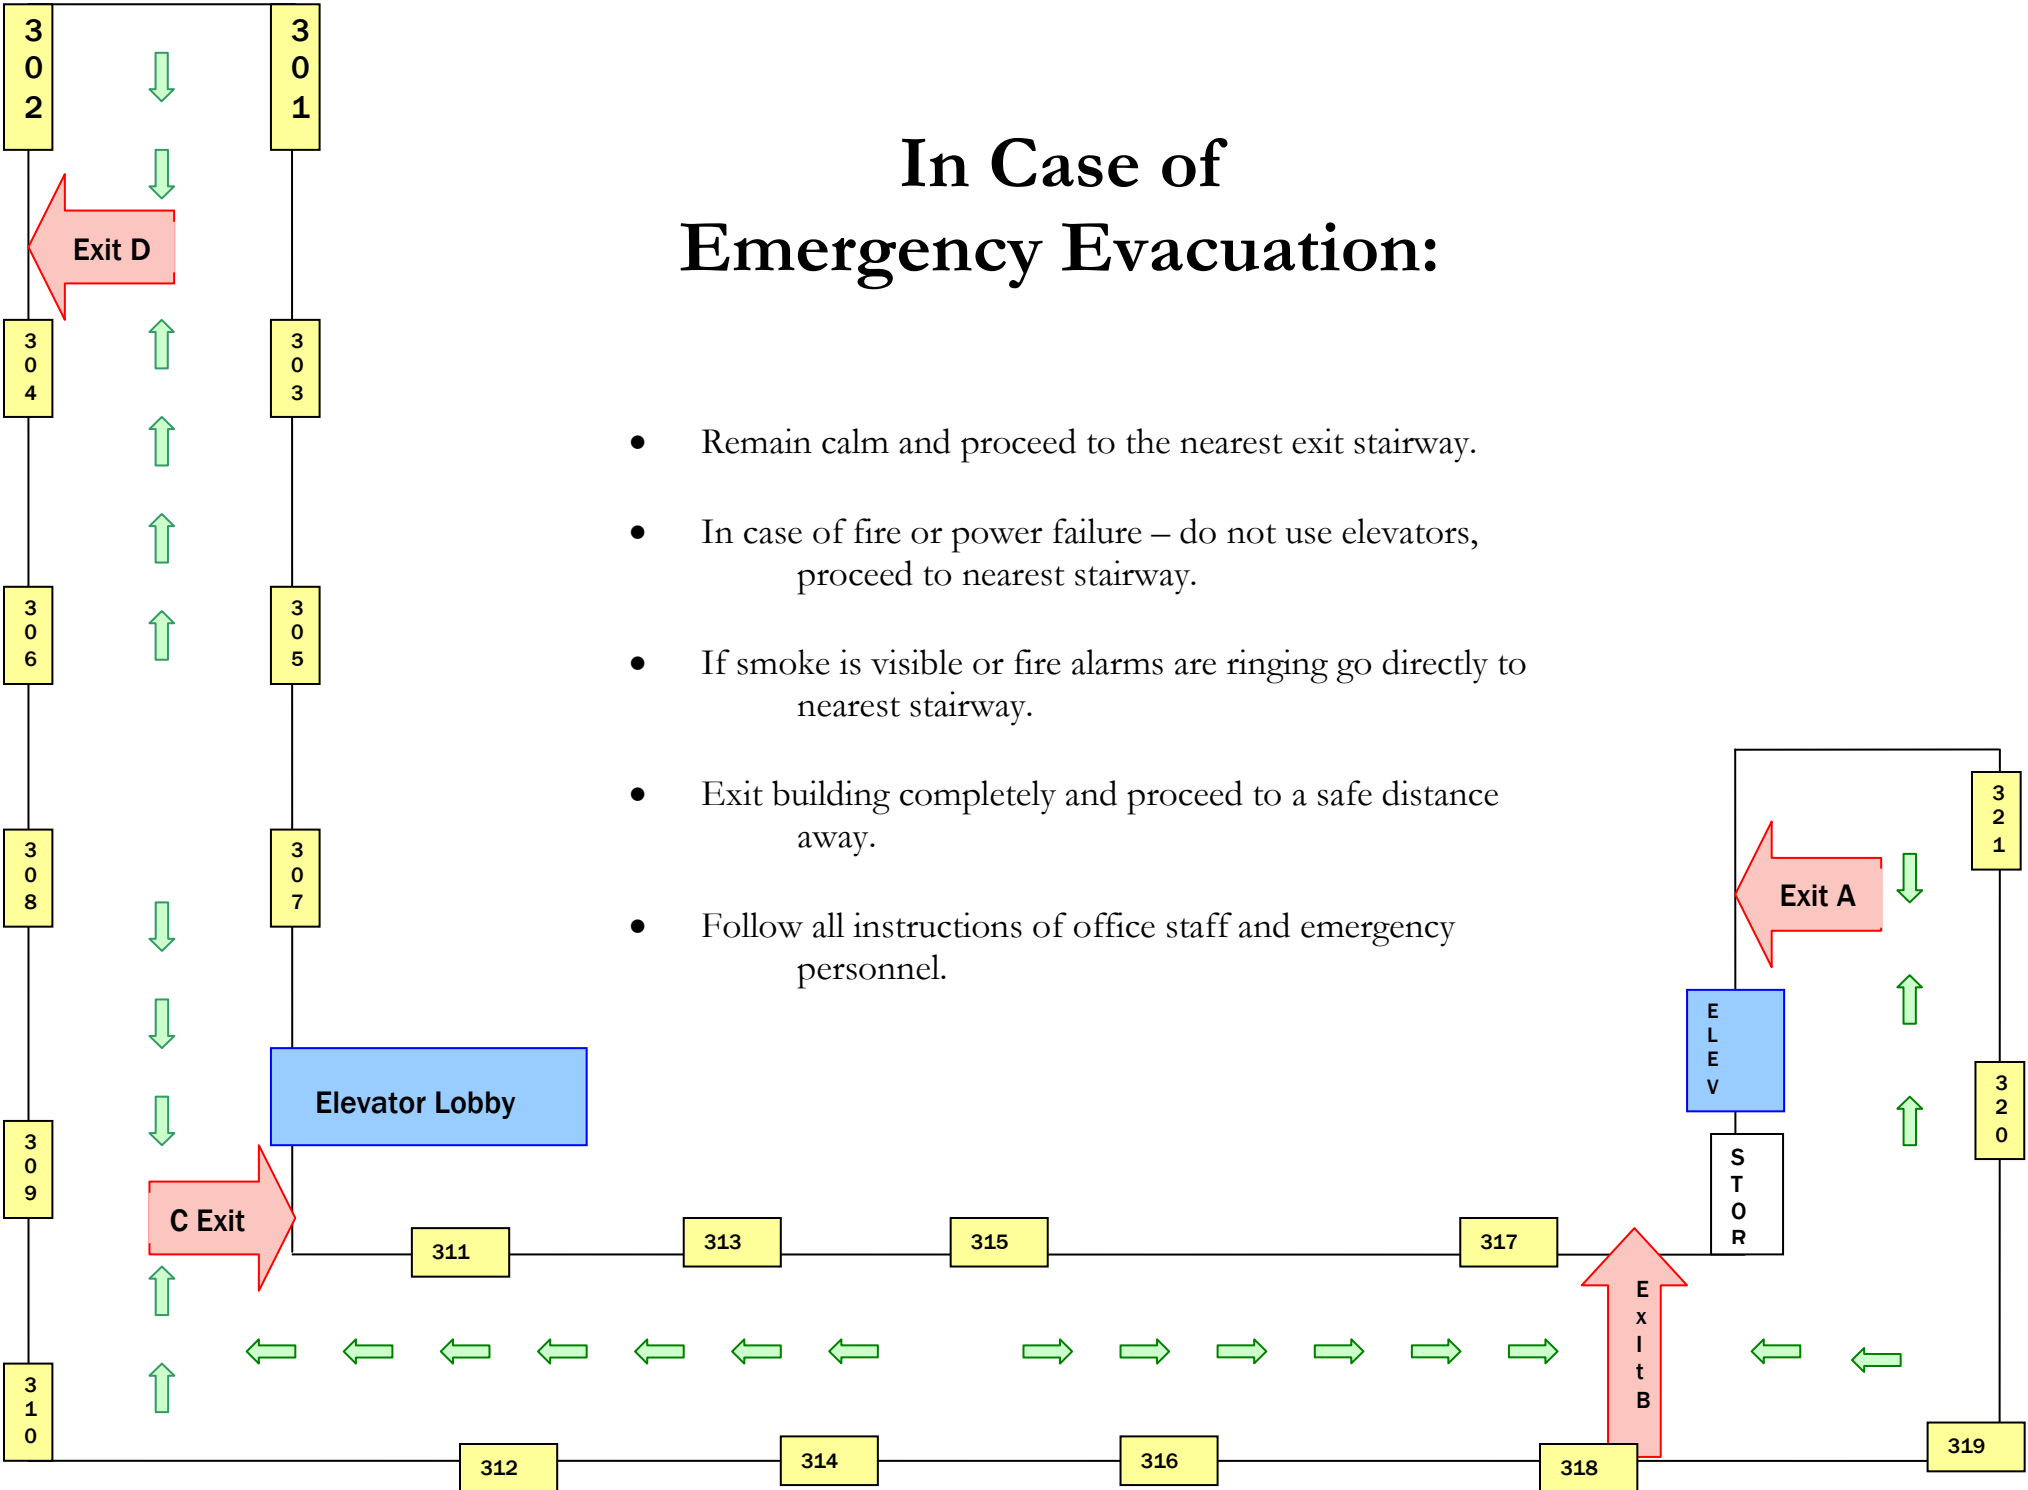 302
301
In Case of
Emergency Evacuation:
Exit D
304
303
• Remain calm and proceed to the nearest exit stairway.
• In case of fire or power failure – do not use elevators,
proceed to nearest stairway.
306
305
• If smoke is visible or fire alarms are ringing go directly to
nearest stairway.
• Exit building completely and proceed to a safe distance
away.
321
308
307
Exit A
• Follow all instructions of office staff and emergency
personnel.
ELEV
Elevator Lobby
320
309
STOR
C Exit
311
313
315
317
ExItB
310
312
314
316
318
319